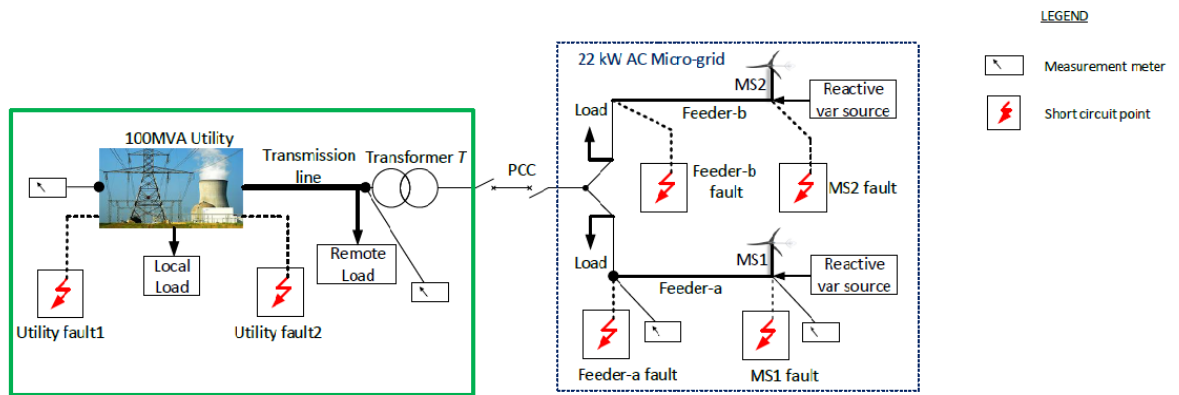 LEGEND
Measurement meter
Short circuit point
100MVA Utility
Transmission
line
Transformer T
PCC
Local
Load
Remote
Load
Utility fault1
Utility fault2
22 kW AC Micro-grid
MS2
Reactive
var source
Load
Feeder-b
Feeder-b
fault
MS2 fault
Load
MS1
Reactive
var source
Feeder-a
Feeder-a fault
MS1 fault